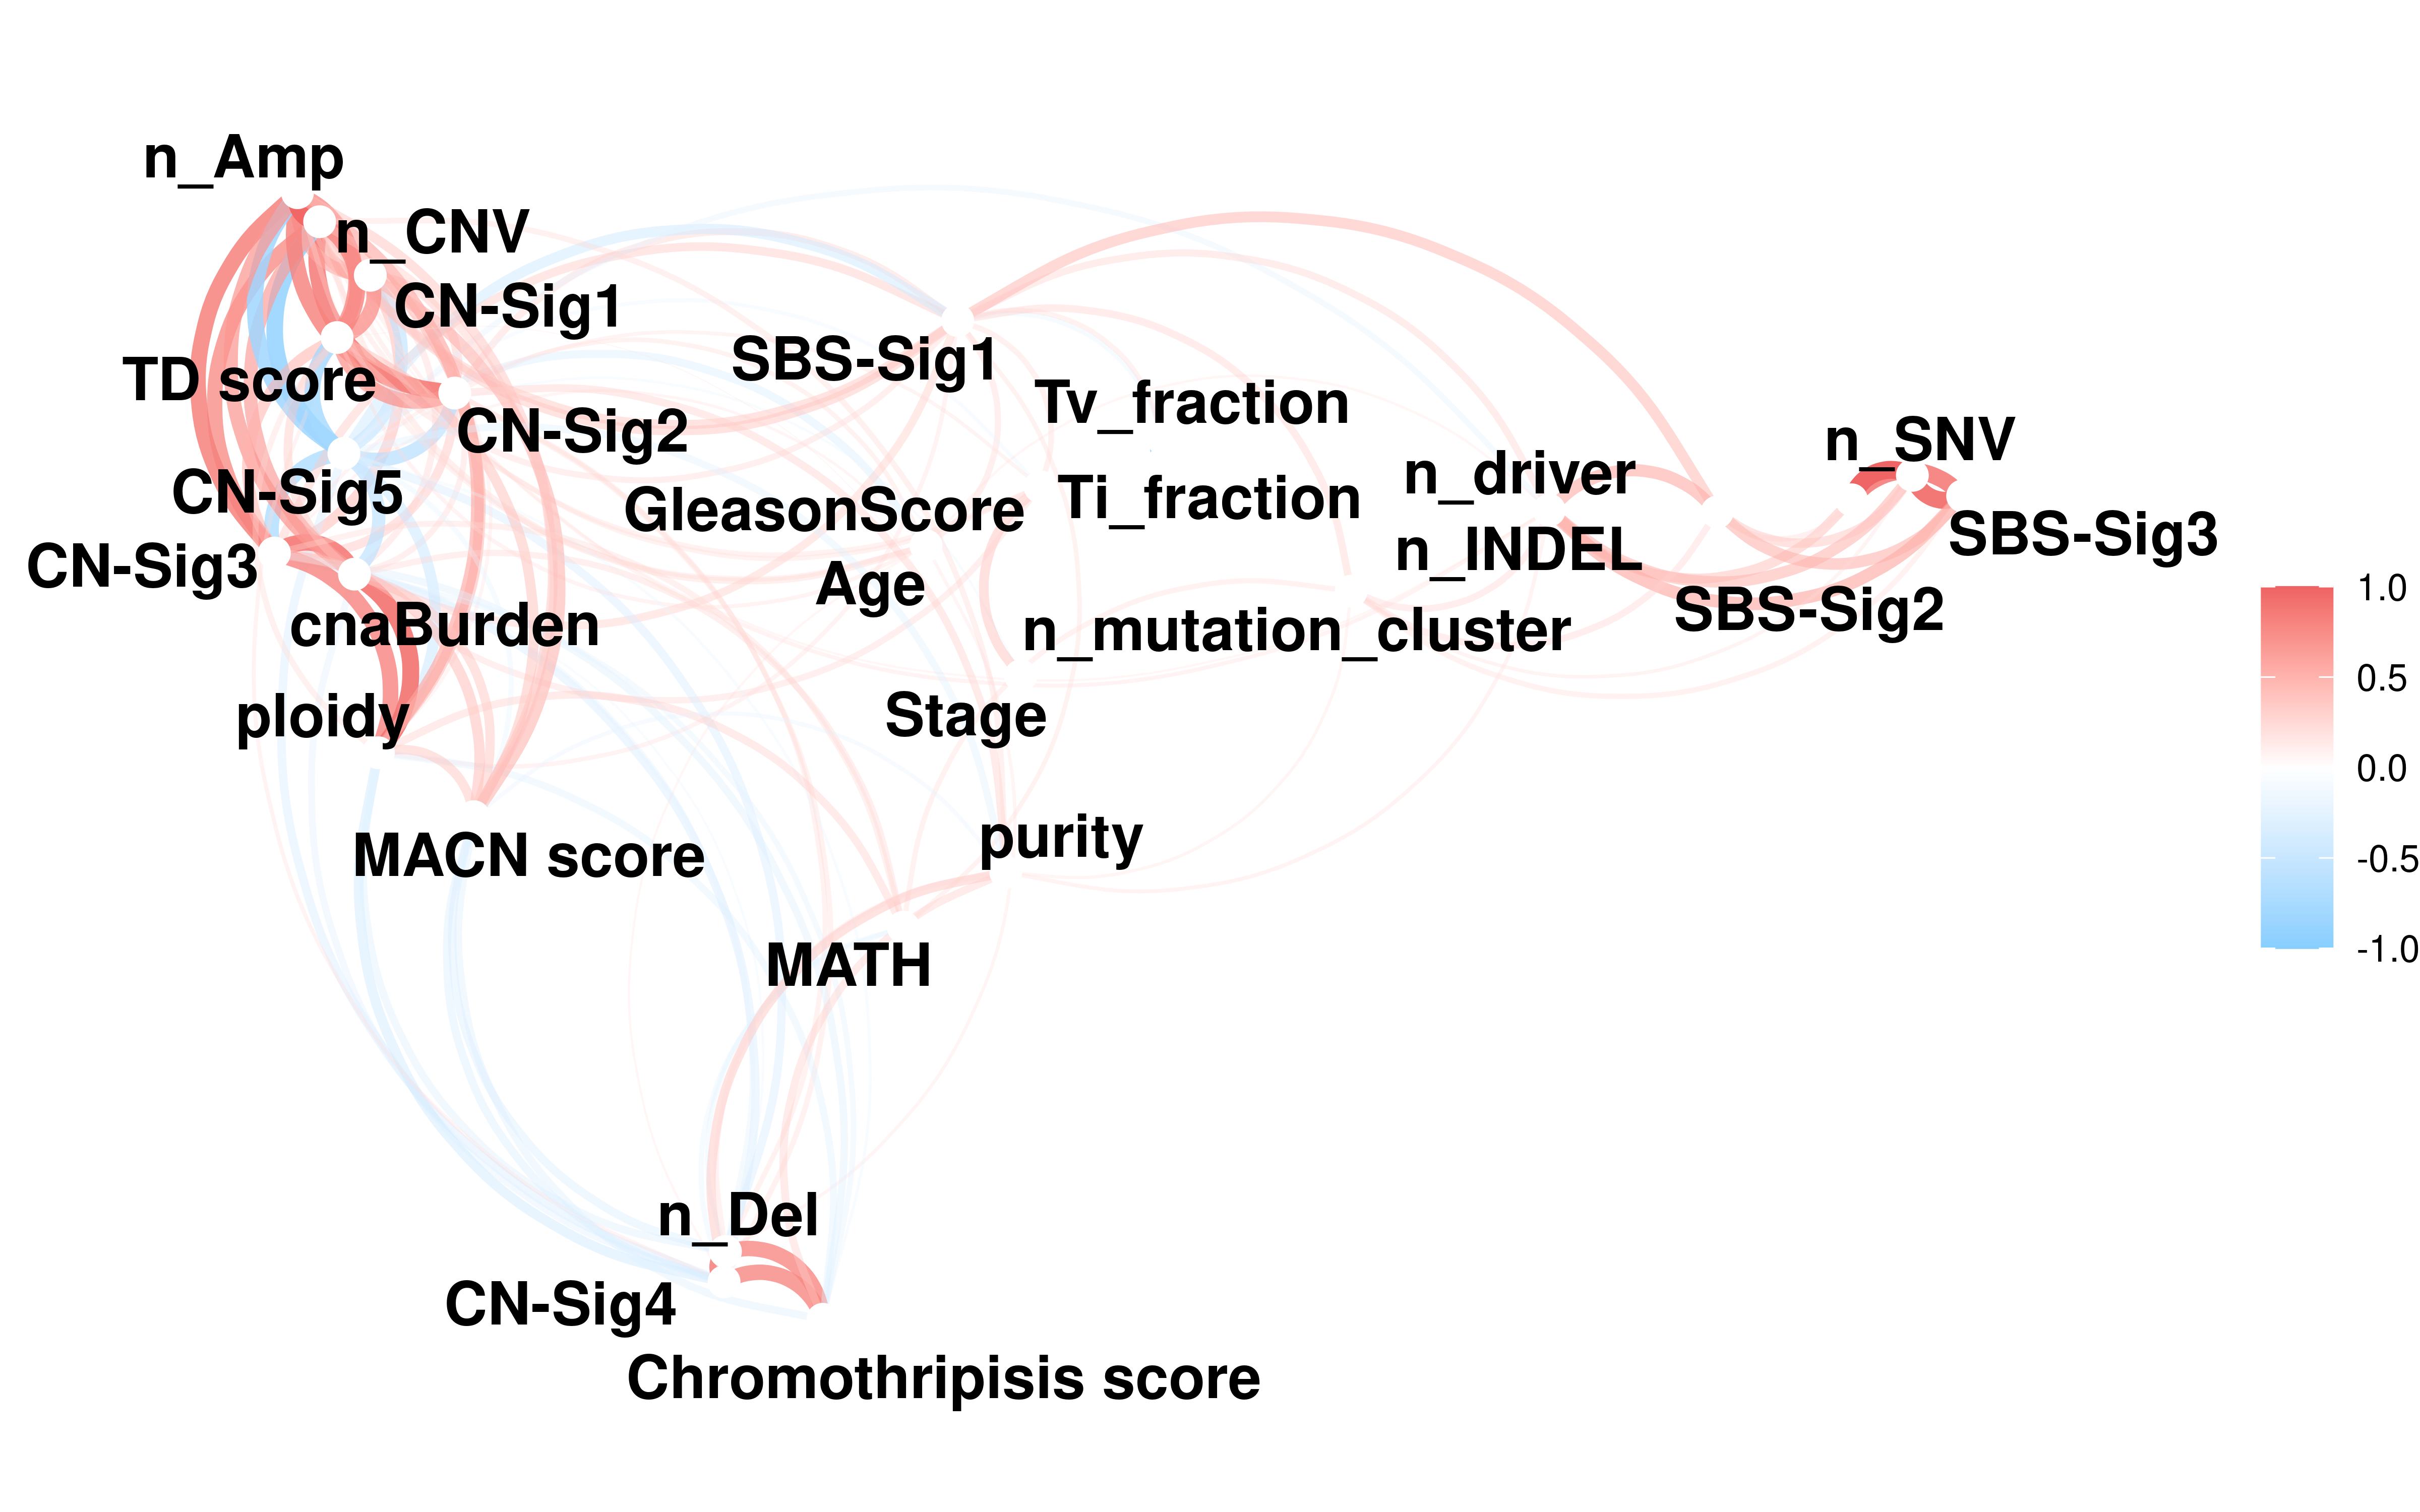 n_Amp
n_CNV
CN-Sig1
TD score
CN-Sig2
CN-Sig5
CN-Sig3
cnaBurden
ploidy
MACN score
SBS-Sig1
Tv_fraction
GleasonScore
Ti_fraction
Age
n_mutation_cluster
Stage
purity
MATH
n_driver
n_INDEL
n_SNV
SBS-Sig3
SBS-Sig2
n_Del
CN-Sig4
Chromothripisis score
1.0
0.5
0.0
-0.5
-1.0